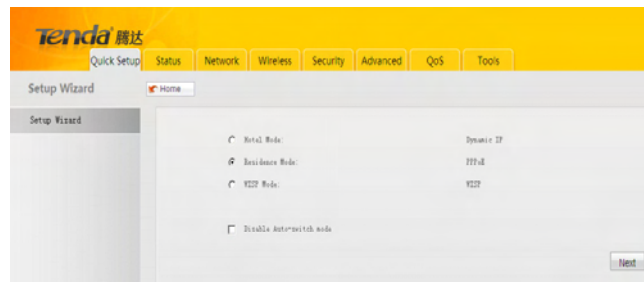 Tenda 腾达
Quick Setup Status Network Wireless Security Advanced QoS Tools
Setup Wizard Home
Setup Wizard
Hotel Mode: Dynamic IP
Residence Mode: PPPoE
WISP Mode: WISP
Disable Auto-switch mode
Next